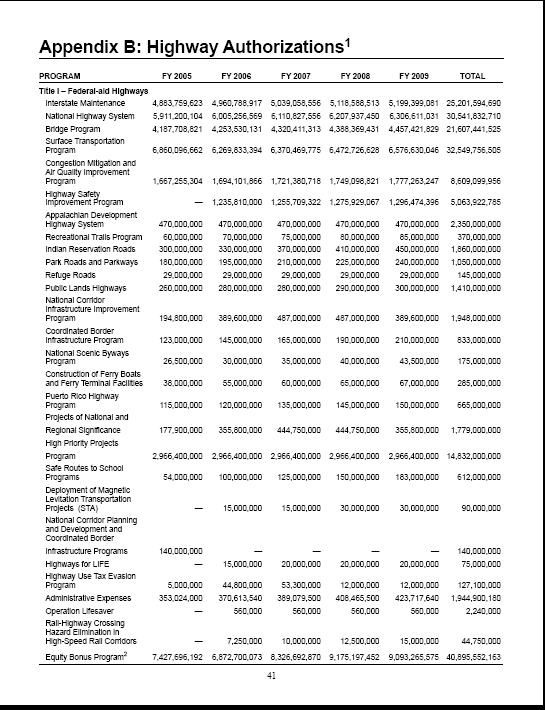 Appendix B: Highway Authorizations1
PROGRAM FY 2005 FY 2006 FY 2007 FY 2008 FY 2009 TOTAL
Title I – Federal-aid Highways
Interstate Maintenance 4,883,759,623 4,960,788,917 5,039,058,556 5,118,588,513 5,199,399,081 25,201,594,690
National Highway System 5,911,200,104 6,005,256,569 6,110,827,556 6,207,937,450 6,306,611,031 30,541,832,710
Bridge Program 4,187,708,821 4,253,530,131 4,320,411,313 4,388,369,431 4,457,421,829 21,607,441,525
Surface Transportation
Program 6,860,096,662 6,269,833,394 6,370,469,775 6,472,726,628 6,576,630,046 32,549,756,505
Congestion Mitigation and
Air Quality Improvement
Program 1,667,255,304 1,694,101,866 1,721,380,718 1,749,098,821 1,777,263,247 8,609,099,956
Highway Safety
Improvement Program — 1,235,810,000 1,255,709,322 1,275,929,067 1,296,474,396 5,063,922,785
Appalachian Development
Highway System 470,000,000 470,000,000 470,000,000 470,000,000 470,000,000 2,350,000,000
Recreational Trails Program 60,000,000 70,000,000 75,000,000 80,000,000 85,000,000 370,000,000
Indian Reservation Roads 300,000,000 330,000,000 370,000,000 410,000,000 450,000,000 1,860,000,000
Park Roads and Parkways 180,000,000 195,000,000 210,000,000 225,000,000 240,000,000 1,050,000,000
Refuge Roads 29,000,000 29,000,000 29,000,000 29,000,000 29,000,000 145,000,000
Public Lands Highways 260,000,000 280,000,000 280,000,000 290,000,000 300,000,000 1,410,000,000
National Corridor
Infrastructure Improvement
Program 194,800,000 389,600,000 487,000,000 487,000,000 389,600,000 1,948,000,000
Coordinated Border
Infrastructure Program 123,000,000 145,000,000 165,000,000 190,000,000 210,000,000 833,000,000
National Scenic Byways
Program 26,500,000 30,000,000 35,000,000 40,000,000 43,500,000 175,000,000
Construction of Ferry Boats
and Ferry Terminal Facilities 38,000,000 55,000,000 60,000,000 65,000,000 67,000,000 285,000,000
Puerto Rico Highway
Program 115,000,000 120,000,000 135,000,000 145,000,000 150,000,000 665,000,000
Projects of National and
Regional Significance 177,900,000 355,800,000 444,750,000 444,750,000 355,800,000 1,779,000,000
High Priority Projects
Program 2,966,400,000 2,966,400,000 2,966,400,000 2,966,400,000 2,966,400,000 14,832,000,000
Safe Routes to School
Programs 54,000,000 100,000,000 125,000,000 150,000,000 183,000,000 612,000,000
Deployment of Magnetic
Levitation Transportation
Projects (STA) — 15,000,000 15,000,000 30,000,000 30,000,000 90,000,000
National Corridor Planning
and Development and
Coordinated Border
Infrastructure Programs 140,000,000 — — — — 140,000,000
Highways for LIFE — 15,000,000 20,000,000 20,000,000 20,000,000 75,000,000
Highway Use Tax Evasion
Program 5,000,000 44,800,000 53,300,000 12,000,000 12,000,000 127,100,000
Administrative Expenses 353,024,000 370,613,540 389,079,500 408,465,500 423,717,640 1,944,900,180
Operation Lifesaver — 560,000 560,000 560,000 560,000 2,240,000
Rail-Highway Crossing
Hazard Elimination in
High-Speed Rail Corridors — 7,250,000 10,000,000 12,500,000 15,000,000 44,750,000
Equity Bonus Program2 7,427,696,192 6,872,700,073 8,326,692,870 9,175,197,452 9,093,265,575 40,895,552,163
41